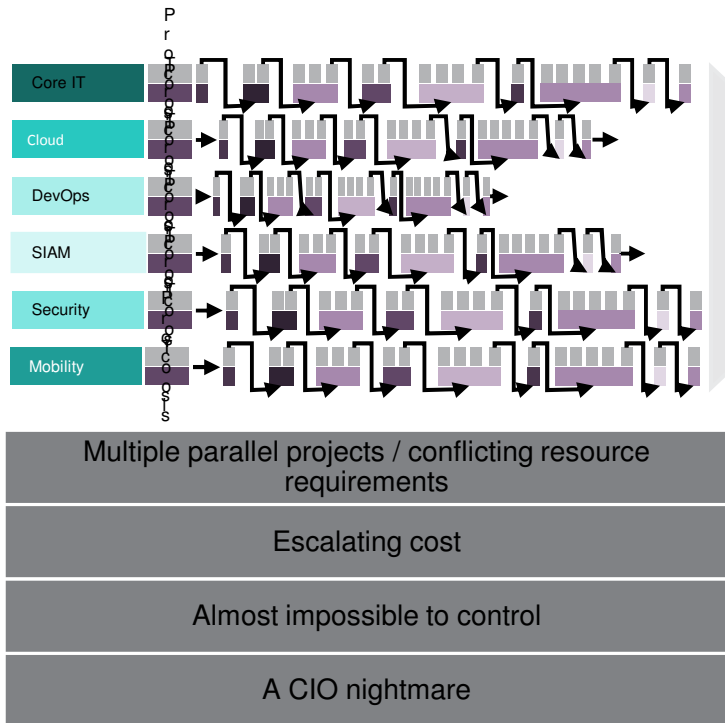 Core IT
Cloud
DevOps
SIAM
Security
Mobility
Multiple parallel projects / conflicting resource
requirements
Escalating cost
Almost impossible to control
A CIO nightmare